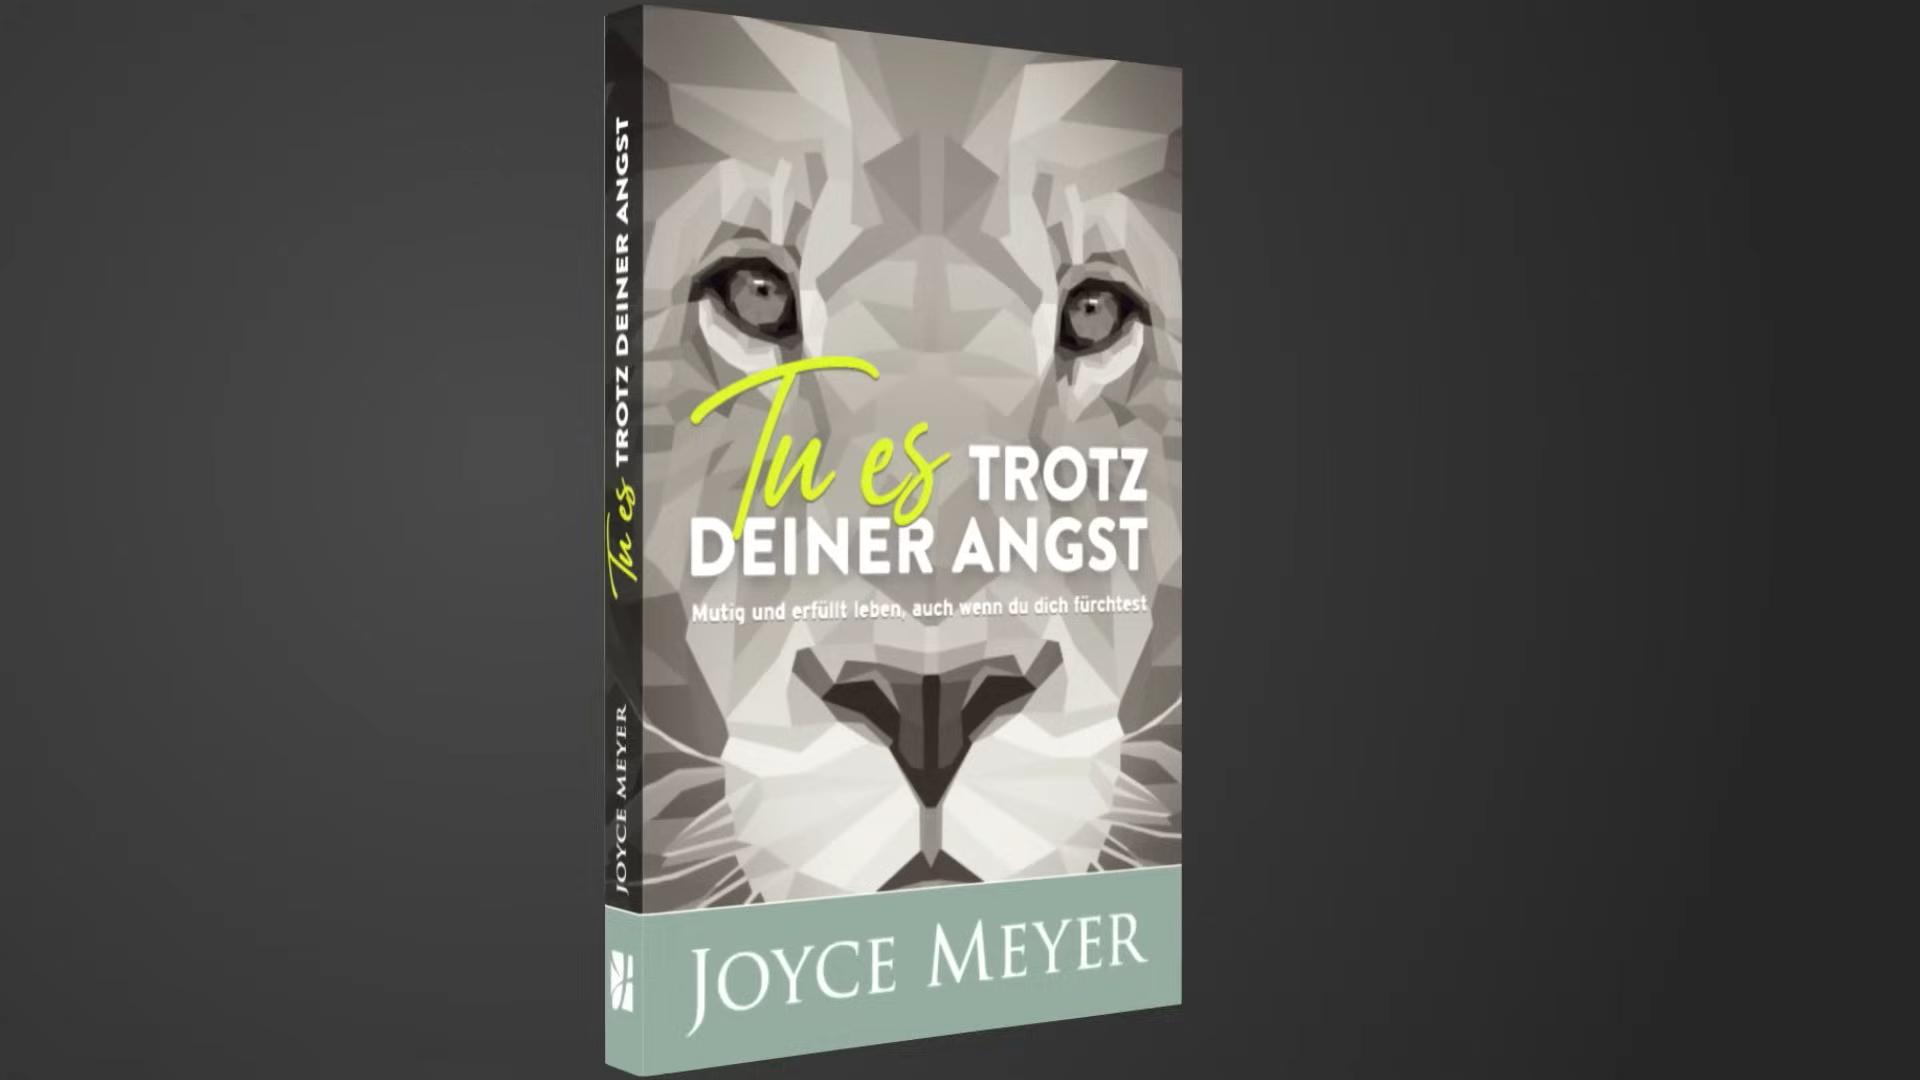 Tu es TROTZ DEINER ANGST
JOYCE MEYER
Tu es TROTZ
DEINER ANGST
Mutig und erfüllt leben, auch wenn du dich fürchtest
JOYCE MEYER